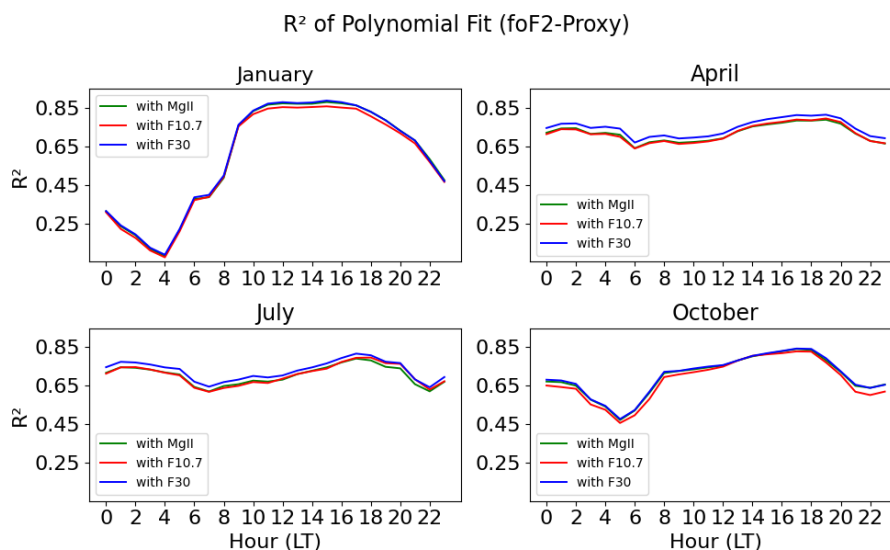 R² of Polynomial Fit (foF2-Proxy)
January
R²
0.85
0.65
0.45
0.25
with MgII
with F10.7
with F30
0 2 4 6 8 10 12 14 16 18 20 22
April
0.85
0.65
0.45
0.25
with MgII
with F10.7
with F30
0 2 4 6 8 10 12 14 16 18 20 22
July
R²
0.85
0.65
0.45
0.25
with MgII
with F10.7
with F30
0 2 4 6 8 10 12 14 16 18 20 22
Hour (LT)
October
0.85
0.65
0.45
0.25
with MgII
with F10.7
with F30
0 2 4 6 8 10 12 14 16 18 20 22
Hour (LT)